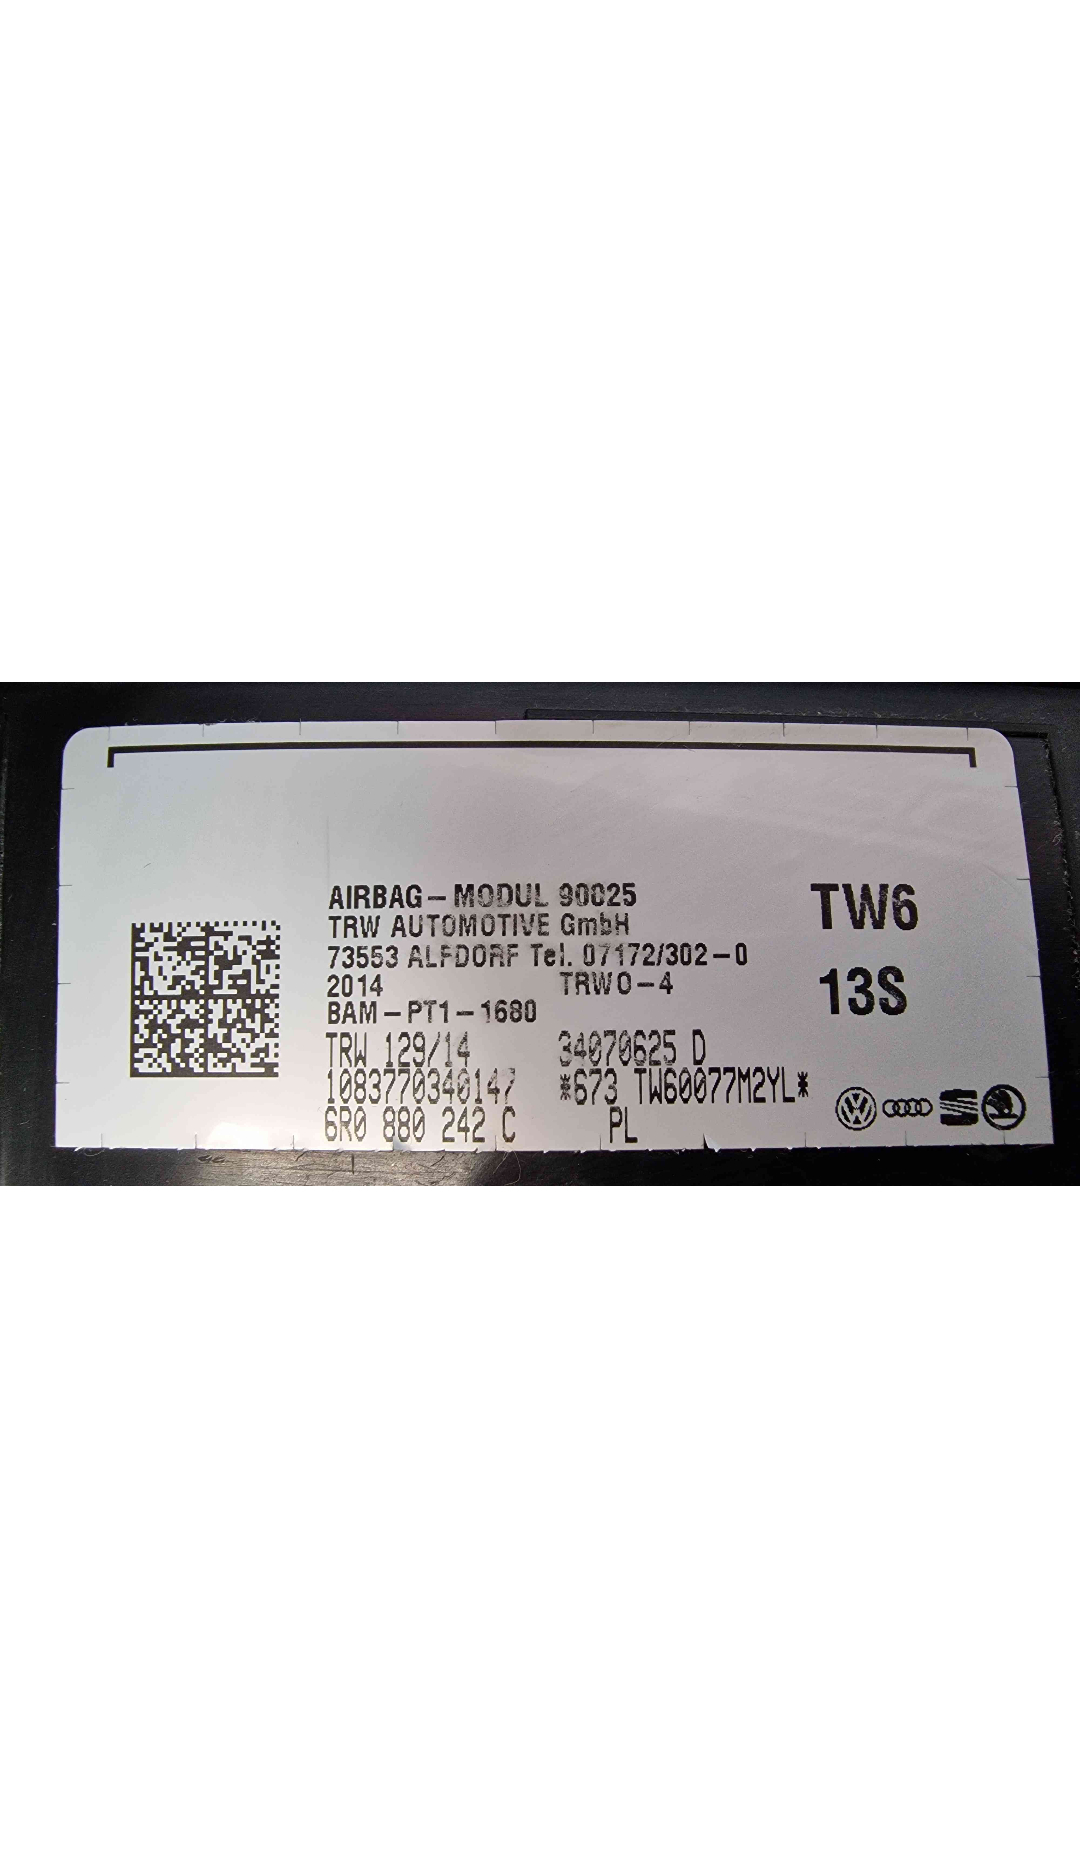 AIRBAG-MODUL 90025
TRW AUTOMOTIVE GmbH
73553 ALFDORF Tel. 07172/302-0
2014 TRWO-4
BAM-PT1-1680
TRW 129/14 34070625 D
1083770340147 *673 TW60077M2YL*
6R0 880 242 C PL
TW6
13S